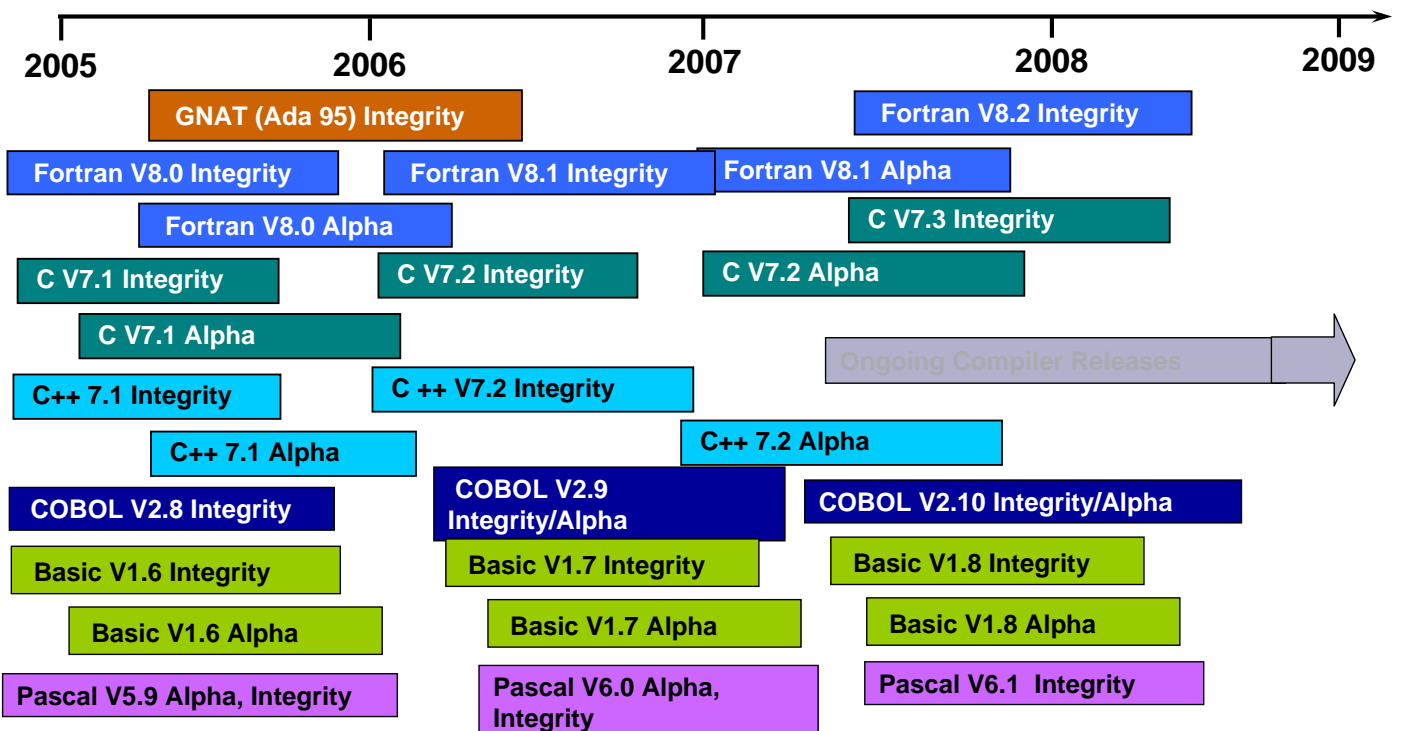 2005
2006
2007
2008
2009
GNAT (Ada 95) Integrity
Fortran V8.2 Integrity
Fortran V8.0 Integrity
Fortran V8.1 Integrity
Fortran V8.1 Alpha
Fortran V8.0 Alpha
C V7.3 Integrity
C V7.1 Integrity
C V7.2 Integrity
C V7.2 Alpha
C V7.1 Alpha
Ongoing Compiler Releases
C++ 7.1 Integrity
C ++ V7.2 Integrity
C++ 7.1 Alpha
C++ 7.2 Alpha
COBOL V2.8 Integrity
COBOL V2.9
Integrity/Alpha
COBOL V2.10 Integrity/Alpha
Basic V1.6 Integrity
Basic V1.7 Integrity
Basic V1.8 Integrity
Basic V1.6 Alpha
Basic V1.7 Alpha
Basic V1.8 Alpha
Pascal V5.9 Alpha, Integrity
Pascal V6.0 Alpha,
Integrity
Pascal V6.1 Integrity